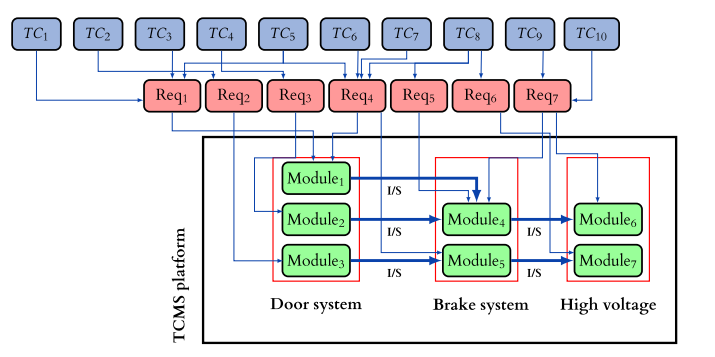 TC₁ TC₂ TC₃ TC₄ TC₅ TC₆ TC₇ TC₈ TC₉ TC₁₀
Req₁ Req₂ Req₃ Req₄ Req₅ Req₆ Req₇
Module₁
I/S
Module₂ Module₄ Module₆
I/S I/S
Module₃ Module₅ Module₇
I/S I/S
Door system Brake system High voltage
TCMS platform